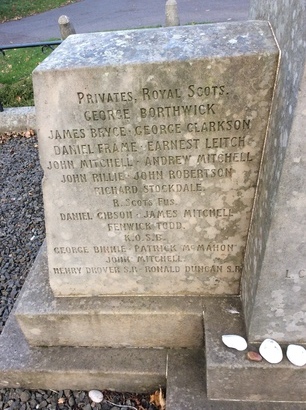 PRIVATES, ROYAL SCOTS.
GEORGE BORTHWICK
JAMES BRYCE · GEORGE CLARKSON
DANIEL FRAME · EARNEST LEITCH
JOHN MITCHELL · ANDREW MITCHELL
JOHN RILLIE · JOHN ROBERTSON
RICHARD STOCKDALE.
R. SCOTS FUS.
DANIEL GIBSON · JAMES MITCHELL
FENWICK TODD.
K.O.S.B.
GEORGE DINNIE · PATRICK McMAHON
JOHN MITCHELL.
HENRY DROVER S.R. RONALD DUNCAN S.R.